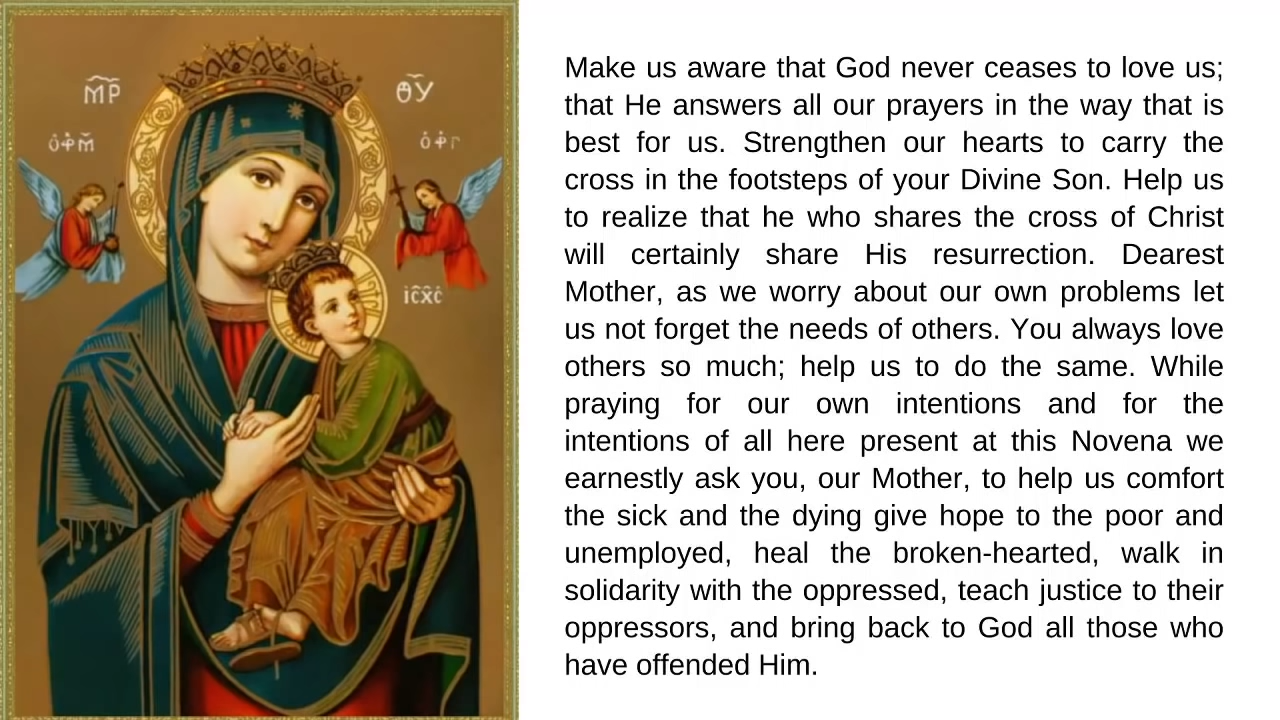 ΜΡ
ΘΥ
ὁ ἀ Μ
ὁ ἀ Γ
ἰc χc
Make us aware that God never ceases to love us;
that He answers all our prayers in the way that is
best for us. Strengthen our hearts to carry the
cross in the footsteps of your Divine Son. Help us
to realize that he who shares the cross of Christ
will certainly share His resurrection. Dearest
Mother, as we worry about our own problems let
us not forget the needs of others. You always love
others so much; help us to do the same. While
praying for our own intentions and for the
intentions of all here present at this Novena we
earnestly ask you, our Mother, to help us comfort
the sick and the dying give hope to the poor and
unemployed, heal the broken-hearted, walk in
solidarity with the oppressed, teach justice to their
oppressors, and bring back to God all those who
have offended Him.